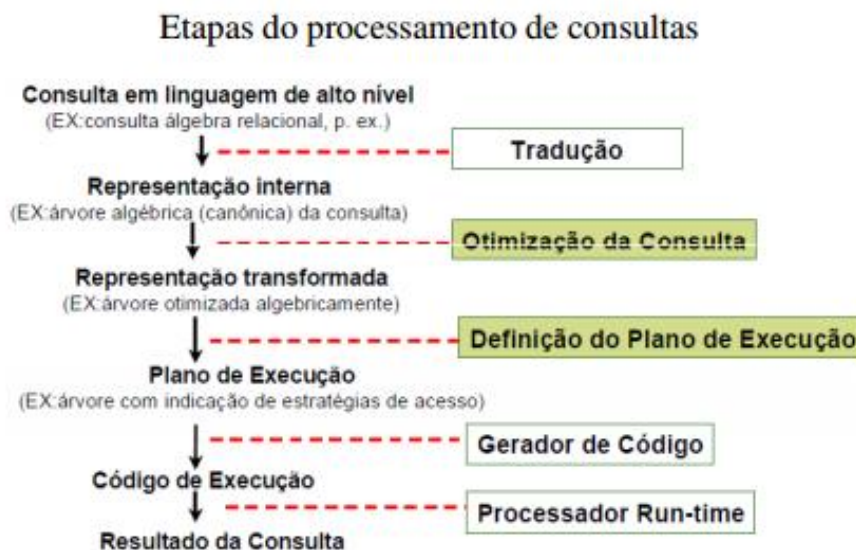 Etapas do processamento de consultas
Consulta em linguagem de alto nível
(EX:consulta álgebra relacional, p. ex.)
Tradução
Representação interna
(EX:árvore algébrica (canônica) da consulta)
Otimização da Consulta
Representação transformada
(EX:árvore otimizada algebricamente)
Definição do Plano de Execução
Plano de Execução
(EX:árvore com indicação de estratégias de acesso)
Gerador de Código
Código de Execução
Processador Run-time
Resultado da Consulta